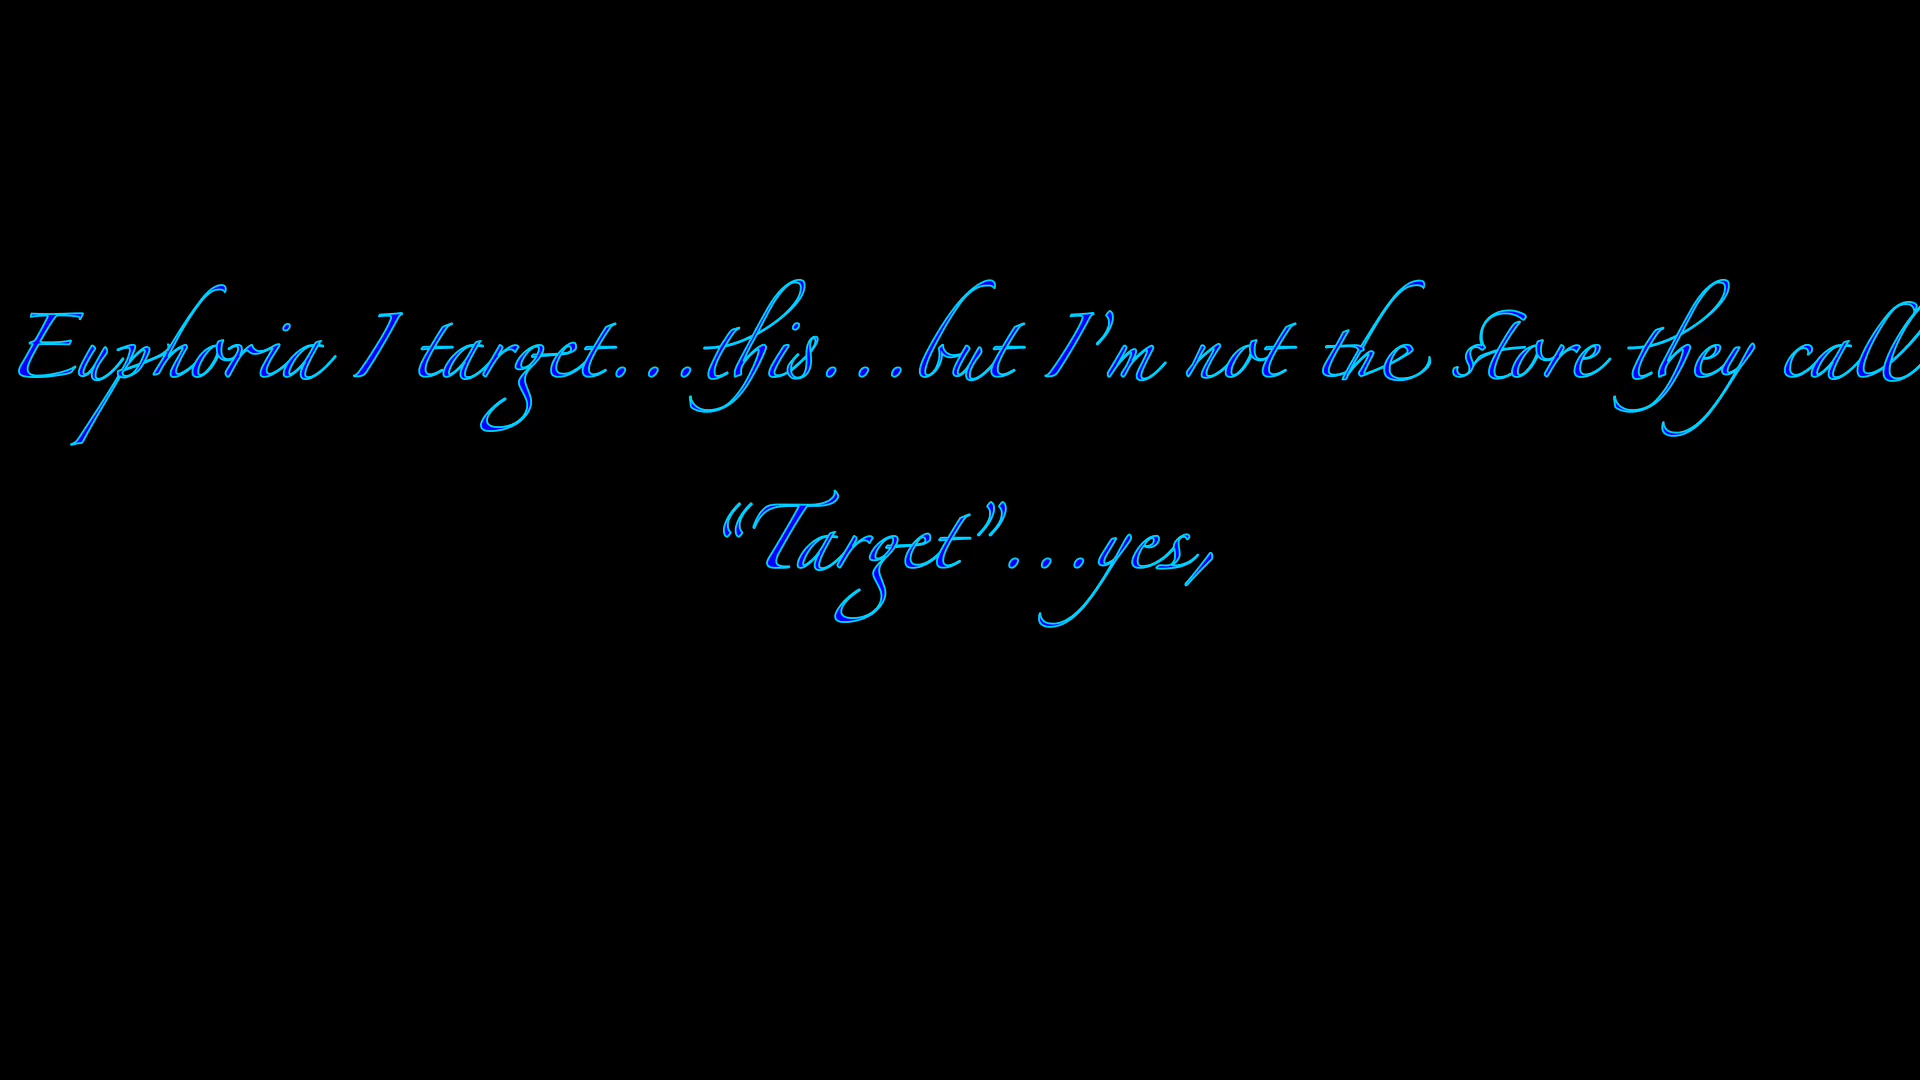 Euphoria I target...this...but I’m not the store they call
“Target”...yes,